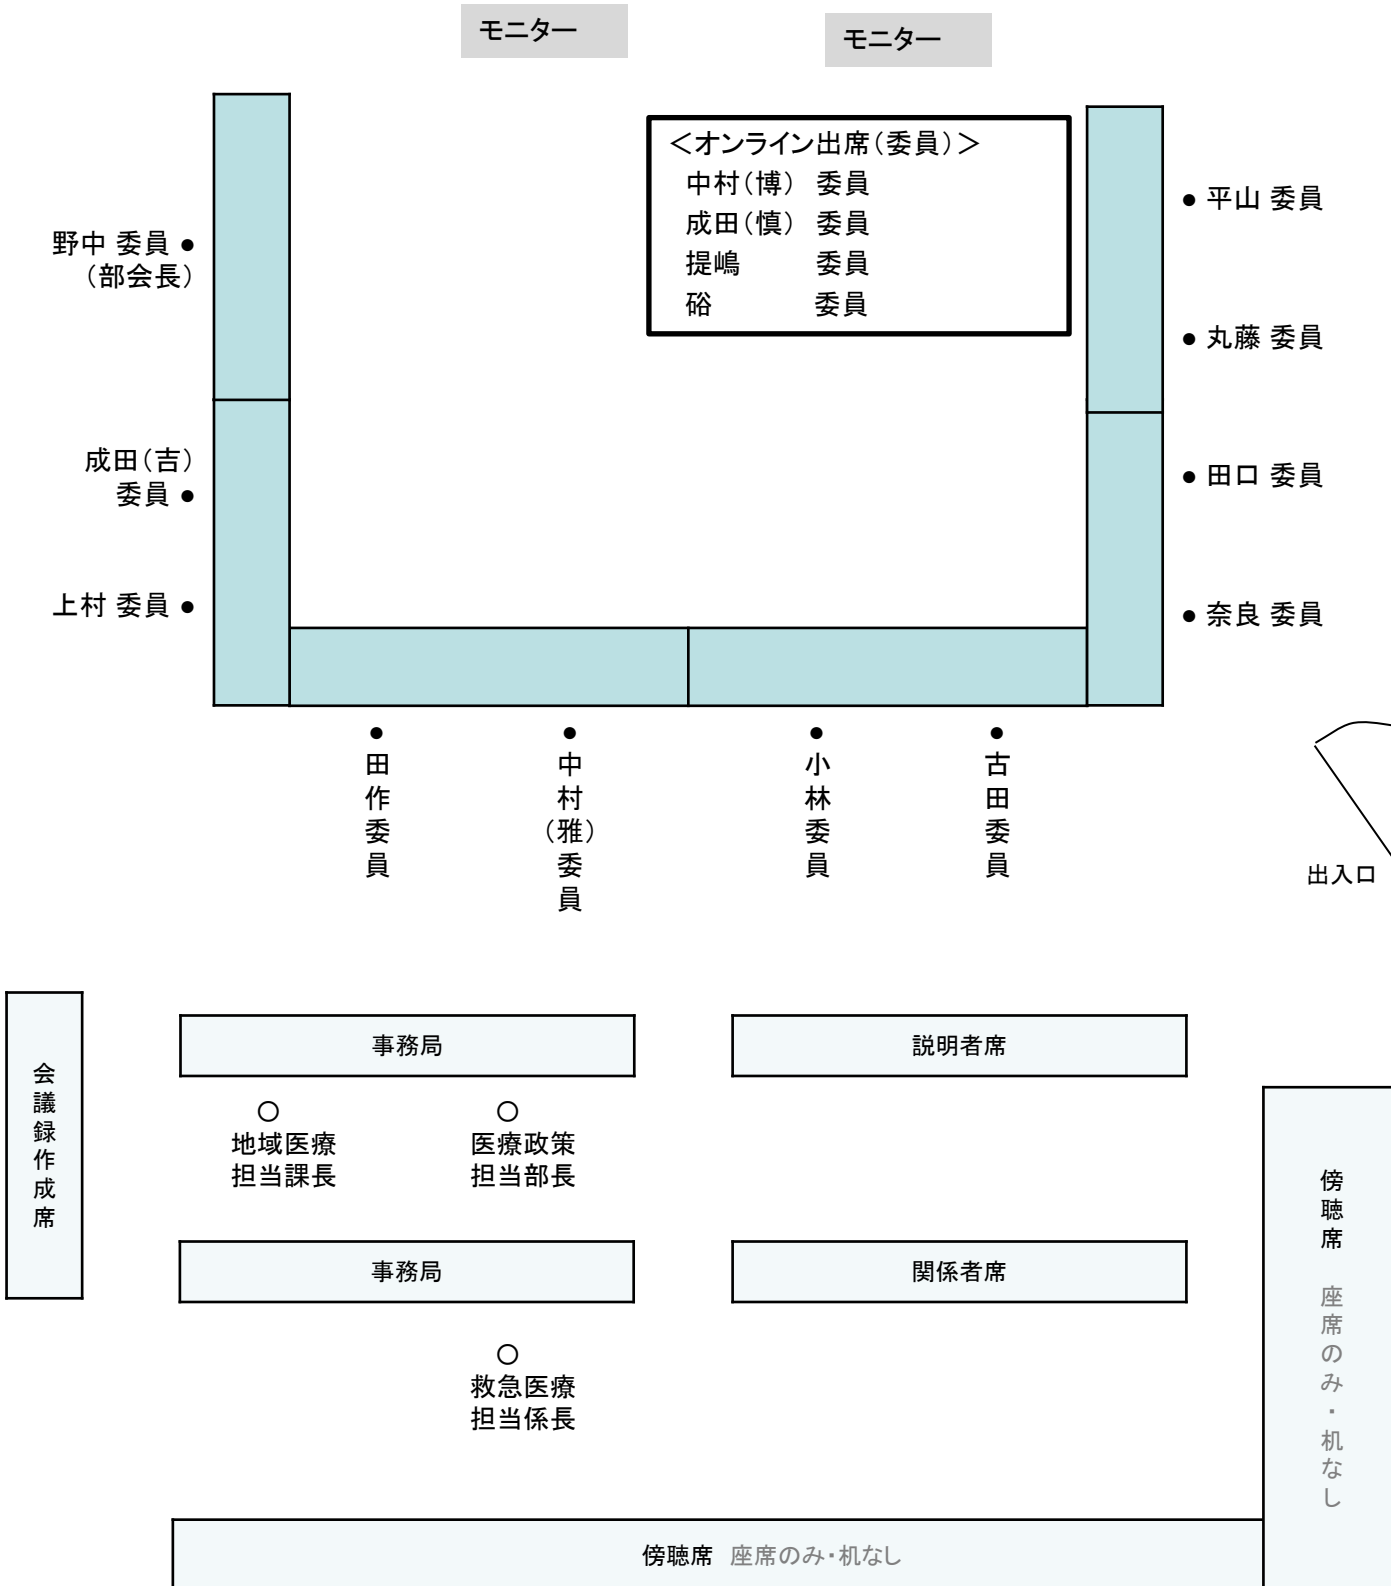 モニター
モニター
＜オンライン出席（委員）＞
中村（博） 委員
成田（慎） 委員
提嶋 委員
硲 委員
野中 委員 ●
（部会長）
成田（吉）
委員 ●
上村 委員 ●
● 平山 委員
● 丸藤 委員
● 田口 委員
● 奈良 委員
● 田作委員
● 中村（雅）委員
● 小林委員
● 古田委員
出入口
会議録作成席
事務局
説明者席
○
地域医療
担当課長
○
医療政策
担当部長
事務局
関係者席
○
救急医療
担当係長
傍聴席 座席のみ・机なし
傍聴席 座席のみ・机なし